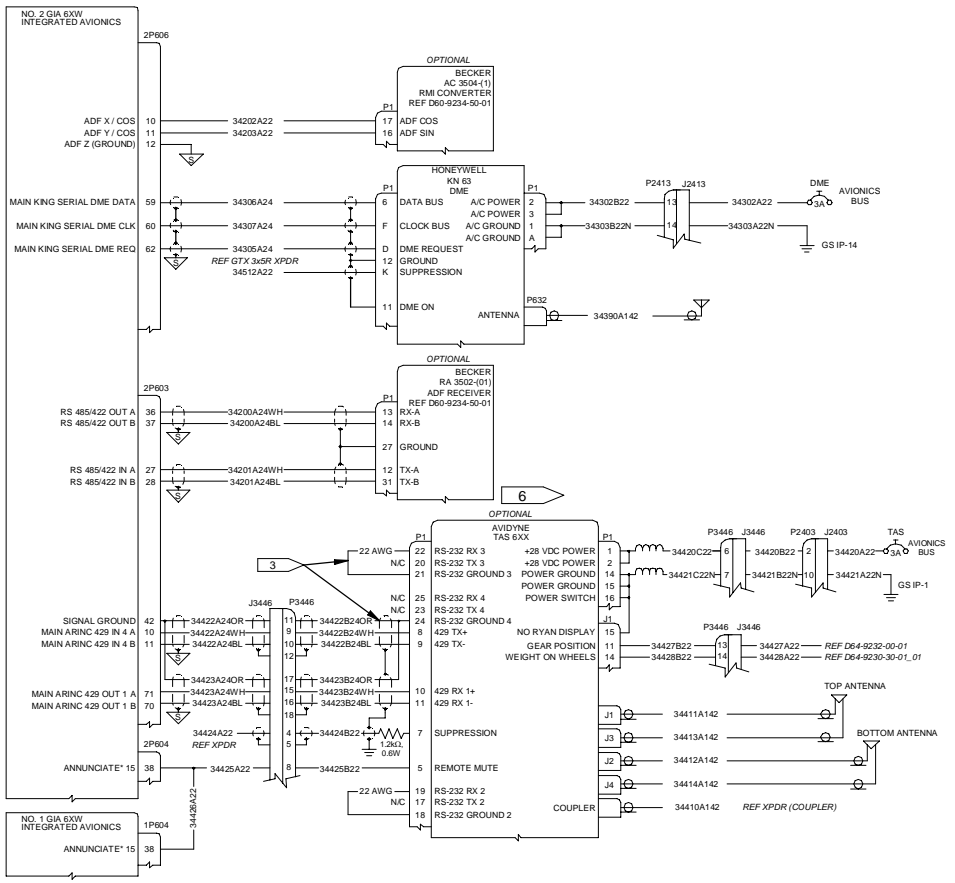 NO. 2 GIA 6XW
INTEGRATED AVIONICS
2P606
ADF X / COS 10 34202A22
ADF Y / COS 11 34203A22
ADF Z (GROUND) 12
S
OPTIONAL
BECKER
AC 3504-(1)
RMI CONVERTER
REF D60-9234-50-01
P1
17 ADF COS
16 ADF SIN
MAIN KING SERIAL DME DATA 59 34306A24
MAIN KING SERIAL DME CLK 60 34307A24
MAIN KING SERIAL DME REQ 62 34305A24
REF GTX 3x5R XPDR
34512A22
HONEYWELL
KN 63
DME
P1
6 DATA BUS
F CLOCK BUS
D DME REQUEST
12 GROUND
K SUPPRESSION
11 DME ON
P1
A/C POWER 2 34302B22
A/C POWER 3
A/C GROUND 1 34303B22N
A/C GROUND A
P2413 J2413
13 34302A22
14 34303A22N
DME
3A
AVIONICS
BUS
GS IP-14
P632
ANTENNA 34390A142
2P603
RS 485/422 OUT A 36 34200A24WH
RS 485/422 OUT B 37 34200A24BL
S
RS 485/422 IN A 27 34201A24WH
RS 485/422 IN B 28 34201A24BL
S
OPTIONAL
BECKER
RA 3502-(01)
ADF RECEIVER
REF D60-9234-50-01
P1
13 RX-A
14 RX-B
27 GROUND
12 TX-A
31 TX-B
6
3
OPTIONAL
AVIDYNE
TAS 6XX
P1
22 AWG 22 RS-232 RX 3
N/C 20 RS-232 TX 3
21 RS-232 GROUND 3
N/C 25 RS-232 RX 4
N/C 23 RS-232 TX 4
24 RS-232 GROUND 4
8 429 TX+
9 429 TX-
10 429 RX 1+
11 429 RX 1-
7 SUPPRESSION
5 REMOTE MUTE
22 AWG 19 RS-232 RX 2
N/C 17 RS-232 TX 2
18 RS-232 GROUND 2
P1
+28 VDC POWER 1 34420C22
+28 VDC POWER 2
POWER GROUND 14 34421C22N
POWER GROUND 15
POWER SWITCH 16
P3446 J3446
6 34420B22
7 34421B22N
P2403 J2403
2 34420A22
10 34421A22N
TAS
3A
AVIONICS
BUS
GS IP-1
J1
NO RYAN DISPLAY 15
GEAR POSITION 11 34427B22
WEIGHT ON WHEELS 14 34428B22
P3446 J3446
13 34427A22 REF D64-9232-00-01
14 34428A22 REF D64-9230-30-01_01
TOP ANTENNA
J1 34411A142
J3 34413A142
BOTTOM ANTENNA
J2 34412A142
J4 34414A142
COUPLER 34410A142 REF XPDR (COUPLER)
J3446 P3446
SIGNAL GROUND 42 34422A24OR 11 34422B24OR
MAIN ARINC 429 IN 4 A 10 34422A24WH 9 34422B24WH
MAIN ARINC 429 IN 4 B 11 34422A24BL 10 34422B24BL
S
12
34423A24OR 17 34423B24OR
MAIN ARINC 429 OUT 1 A 71 34423A24WH 15 34423B24WH
MAIN ARINC 429 OUT 1 B 70 34423A24BL 16 34423B24BL
S
18
34424A22 4 34424B22
REF XPDR 5
1.2kΩ,
0.6W
2P604
ANNUNCIATE* 15 38 34425A22 8 34425B22
34426A22
NO. 1 GIA 6XW
INTEGRATED AVIONICS
1P604
ANNUNCIATE* 15 38